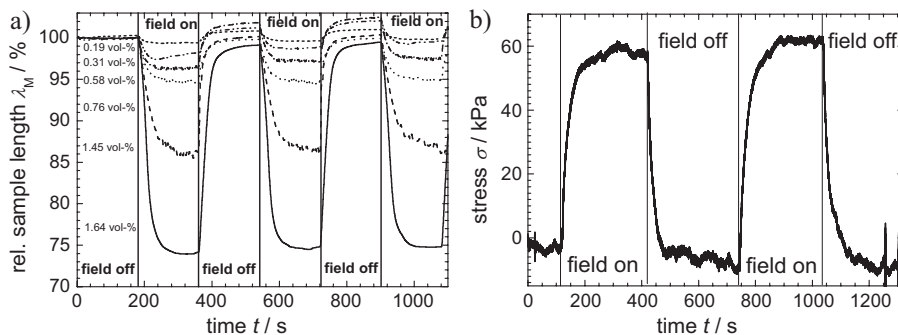 a)
rel. sample length λM / %
100
95
90
85
80
75
70
field on
field on
field on
0.19 vol-%
0.31 vol-%
0.58 vol-%
0.76 vol-%
1.45 vol-%
1.64 vol-%
field off
field off
field off
0 200 400 600 800 1000
time t / s
b)
stress σ / kPa
60
40
20
0
field off
field off
field on
field on
0 200 400 600 800 1000 1200
time t / s